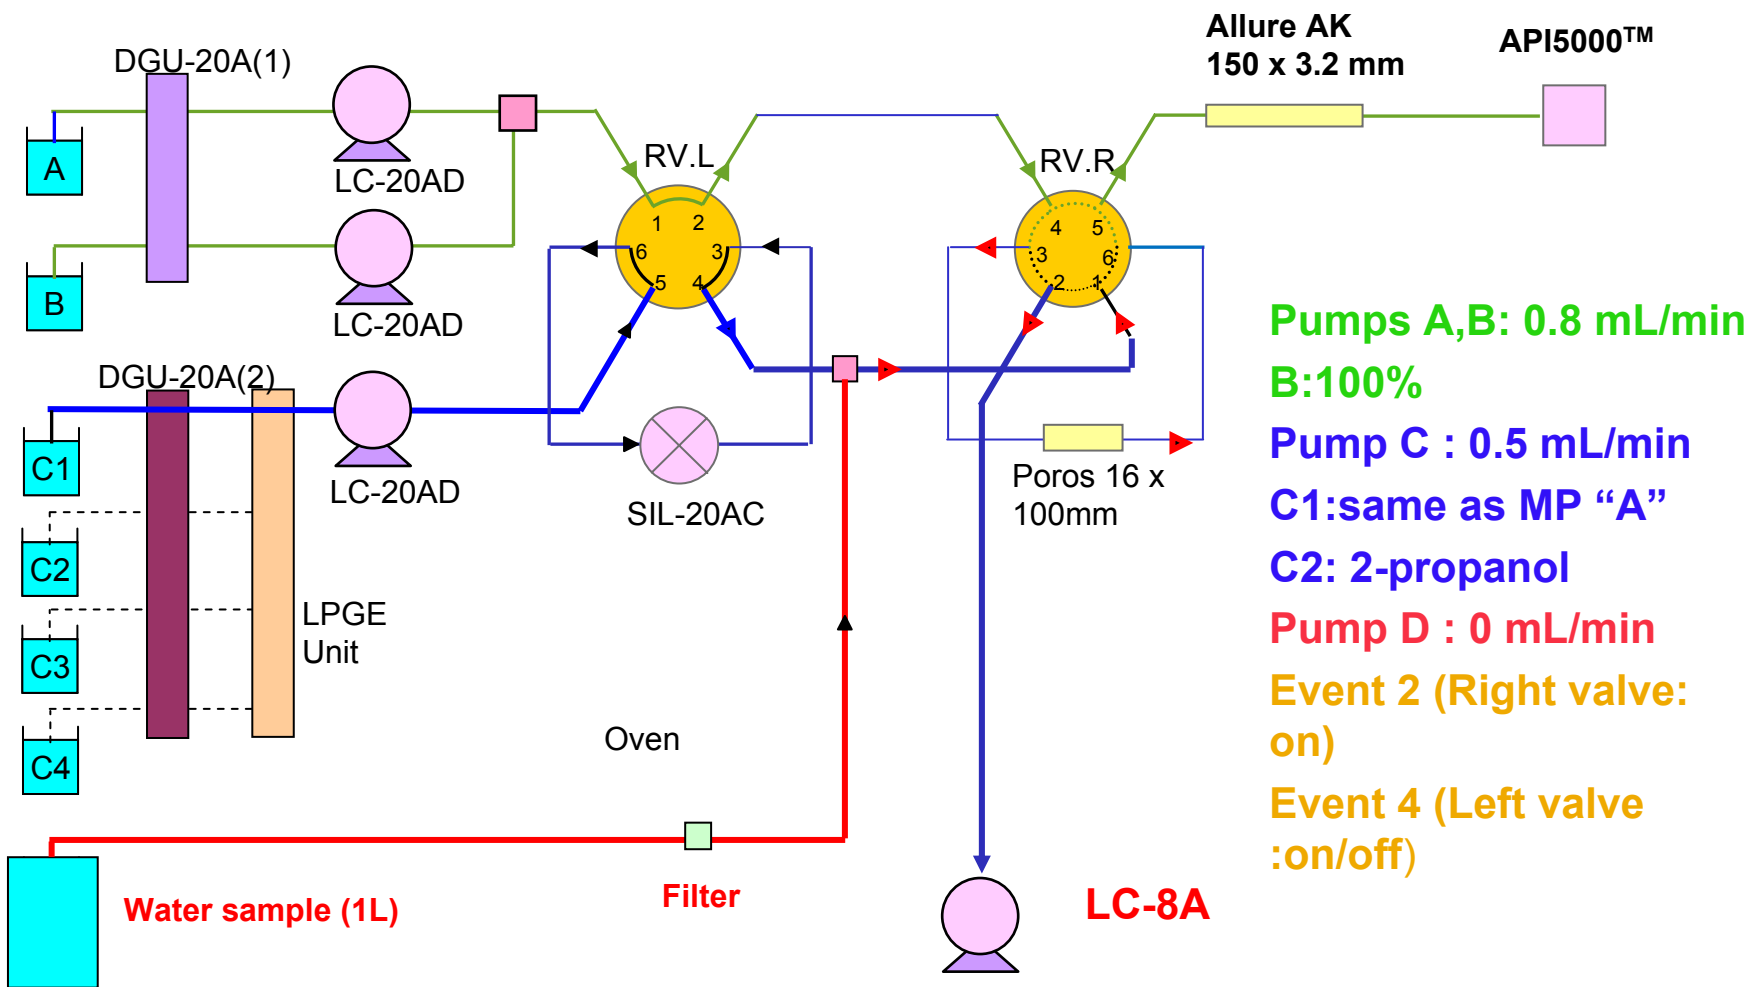 Allure AK
150 x 3.2 mm
API5000TM
DGU-20A(1)
A
LC-20AD
RV.L
RV.R
1
2
3
4
5
6
4
5
3
6
2
1
B
LC-20AD
DGU-20A(2)
C1
LC-20AD
SIL-20AC
Poros 16 x
100mm
C2
C3
C4
LPGE
Unit
Oven
Water sample (1L)
Filter
LC-8A
Pumps A,B: 0.8 mL/min
B:100%
Pump C : 0.5 mL/min
C1:same as MP “A”
C2: 2-propanol
Pump D : 0 mL/min
Event 2 (Right valve:
on)
Event 4 (Left valve
:on/off)